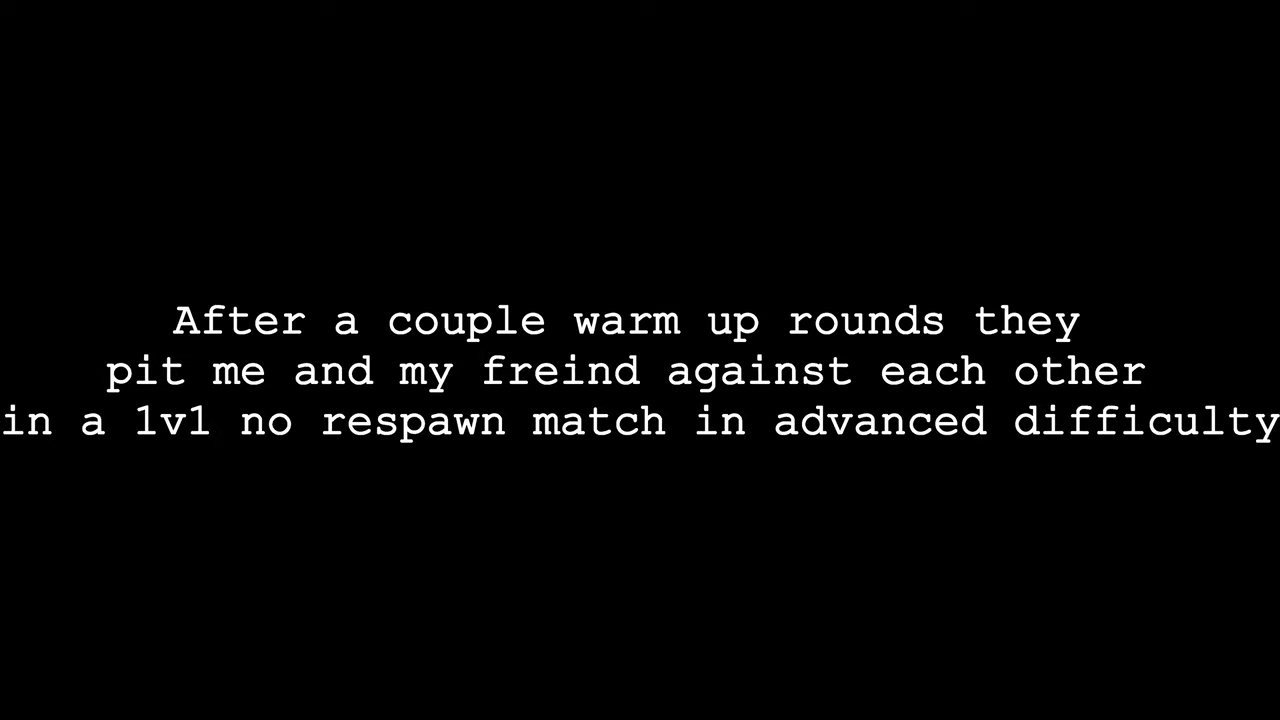 After a couple warm up rounds they
pit me and my freind against each other
in a 1v1 no respawn match in advanced difficulty